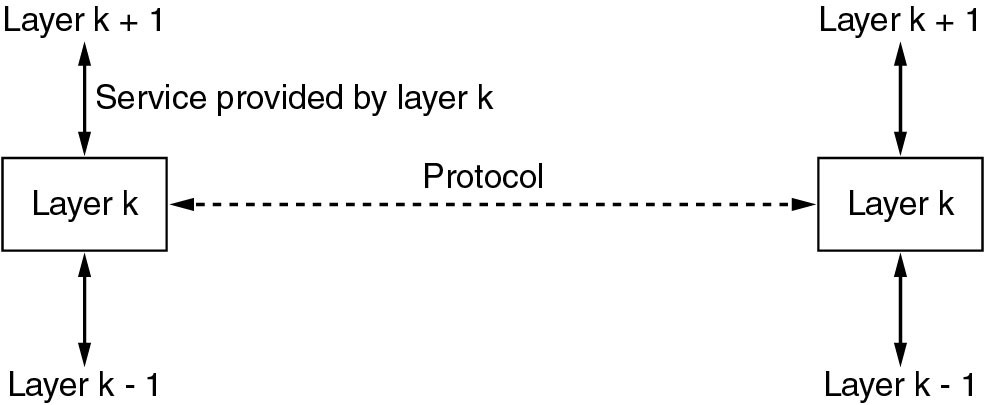 Layer k + 1
Layer k + 1
Service provided by layer k
Protocol
Layer k
Layer k
Layer k - 1
Layer k - 1